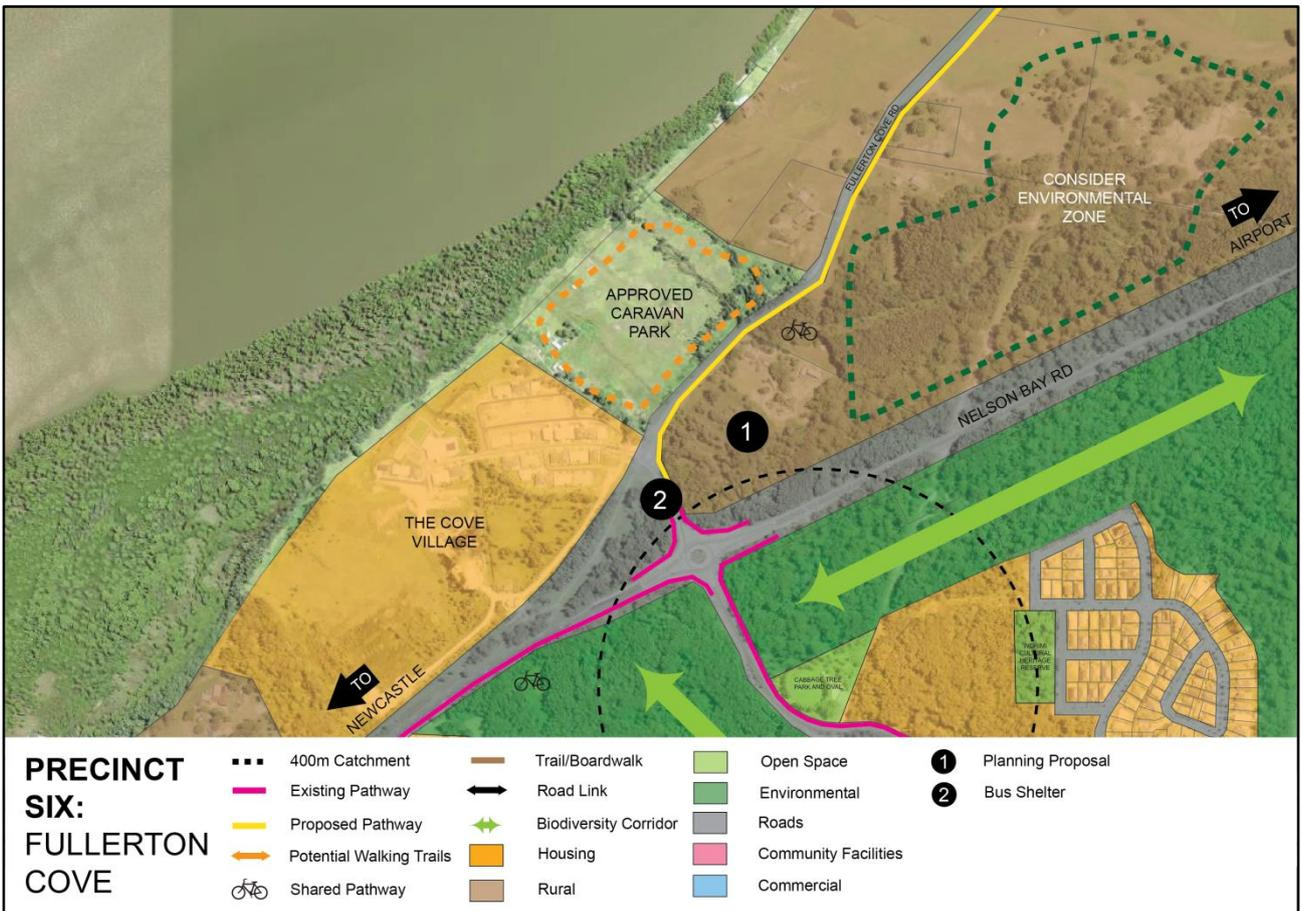 FULLERTON COVE RD
CONSIDER
ENVIRONMENTAL
ZONE
TO
AIRPORT
APPROVED
CARAVAN
PARK
NELSON BAY RD
1
2
THE COVE
VILLAGE
CULTURAL
HERITAGE
RESERVE
CABBAGE TREE
PARK AND OVAL
TO
NEWCASTLE
PRECINCT
SIX:
FULLERTON
COVE
400m Catchment
Existing Pathway
Proposed Pathway
Potential Walking Trails
Shared Pathway
Trail/Boardwalk
Road Link
Biodiversity Corridor
Housing
Rural
Open Space
Environmental
Roads
Community Facilities
Commercial
1 Planning Proposal
2 Bus Shelter